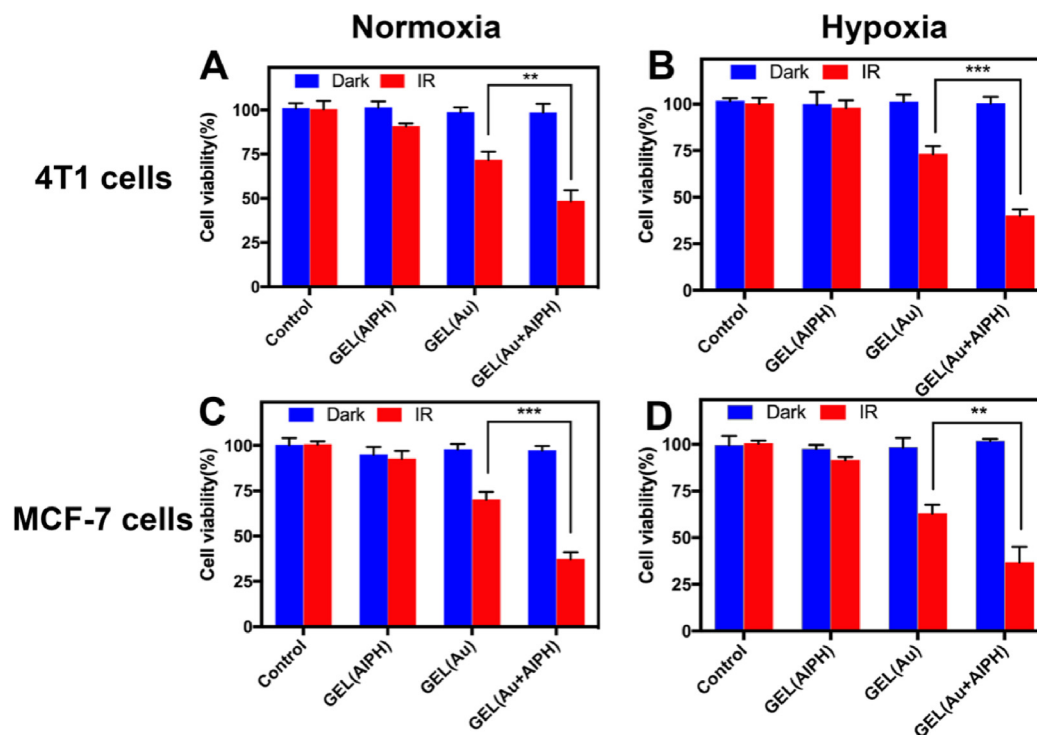 Normoxia
Hypoxia
4T1 cells
MCF-7 cells
A
Dark IR
**
Cell viability(%)
100
75
50
25
0
Control
GEL(AIPH)
GEL(Au)
GEL(Au+AIPH)
B
Dark IR
***
Cell viability(%)
100
75
50
25
0
Control
GEL(AIPH)
GEL(Au)
GEL(Au+AIPH)
C
Dark IR
***
Cell viability(%)
100
75
50
25
0
Control
GEL(AIPH)
GEL(Au)
GEL(Au+AIPH)
D
Dark IR
**
Cell viability(%)
100
75
50
25
0
Control
GEL(AIPH)
GEL(Au)
GEL(Au+AIPH)